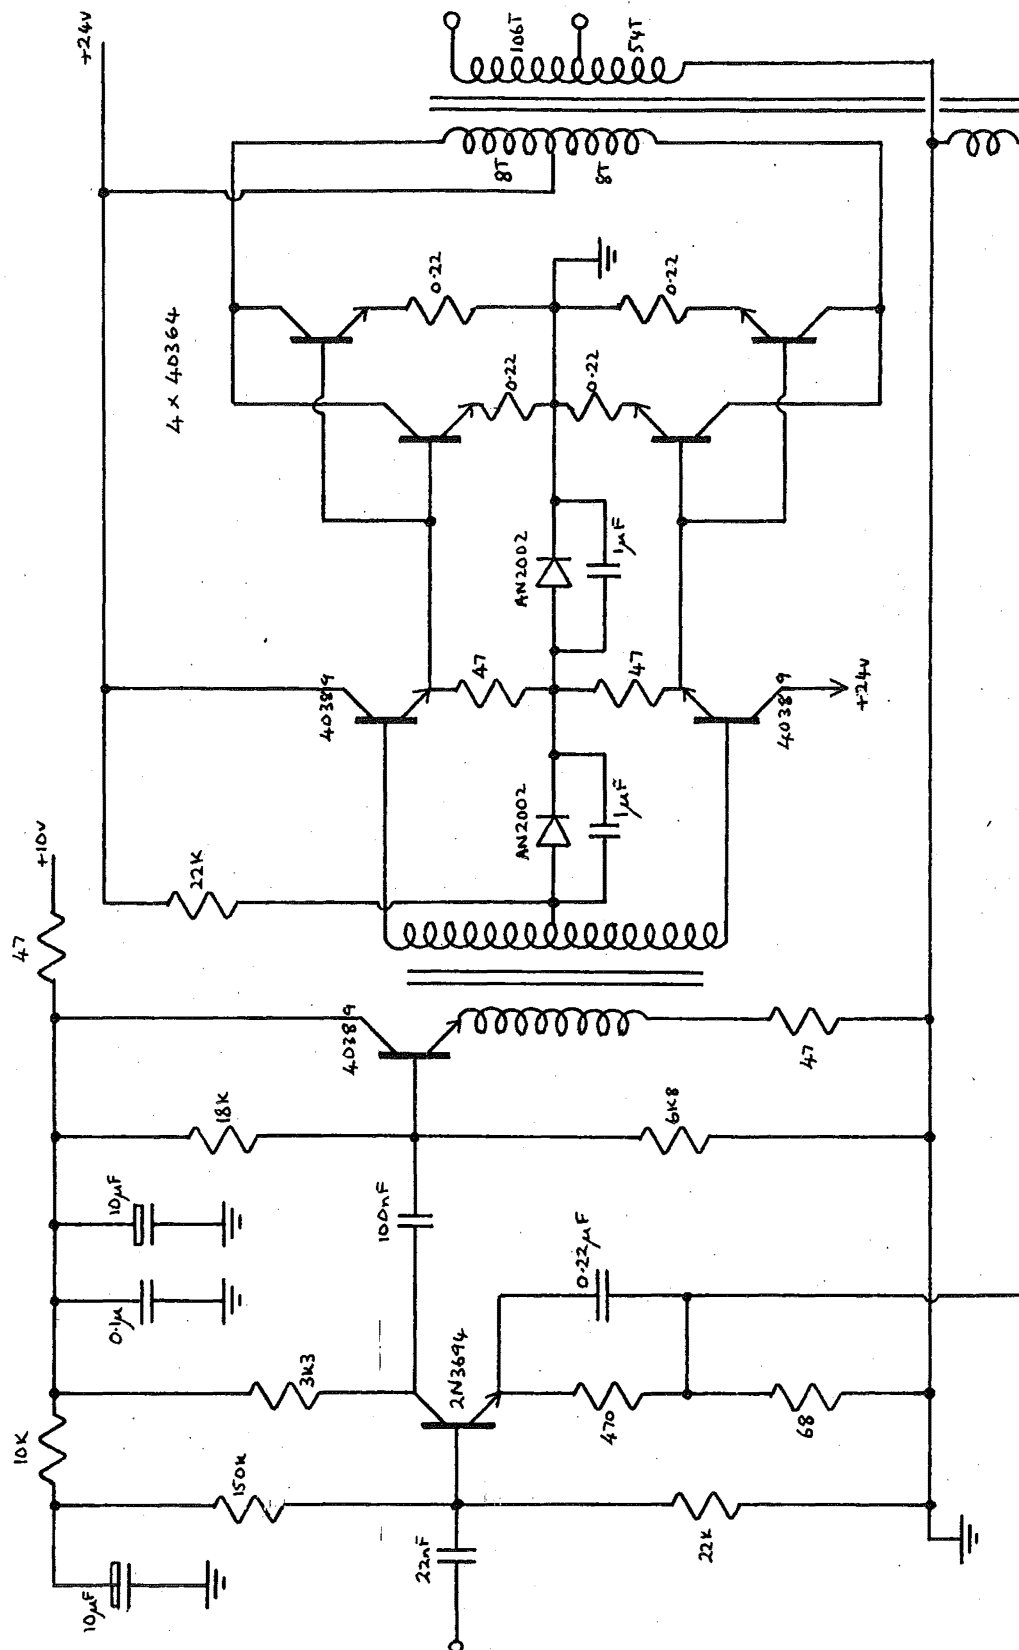 +24v
106T
54T
8T
8T
4 x 40364
0.22
0.22
0.22
0.22
AN2002
1µF
40389
47
47
40389
+24v
AN2002
1µF
22K
+10v
47
40389
47
18K
6K8
10µF
100nF
0.1µ
0.22µF
3K3
2N3694
470
68
10K
150K
22K
22nF
10µF